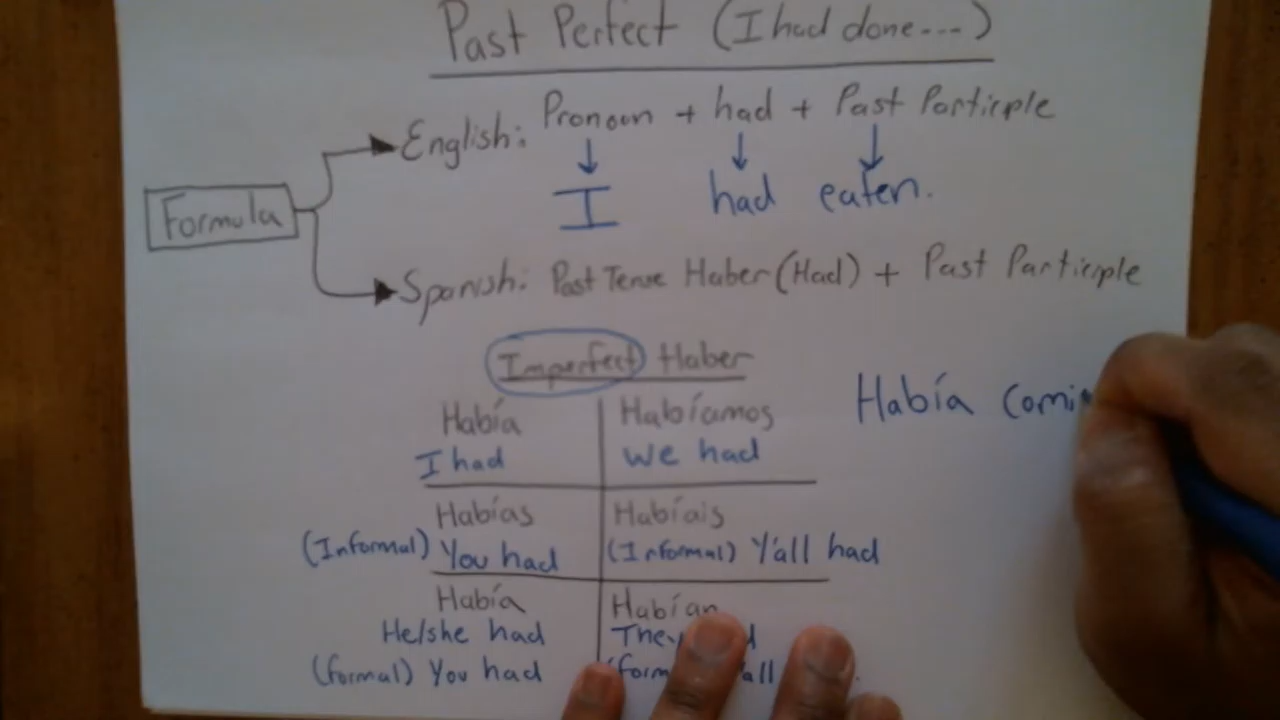 Past Perfect (I had done---)
English: Pronoun + had + Past Participle
I had eaten.
Formula
Spanish: Past Tense Haber (Had) + Past Participle
Imperfect Haber
Había Habíamos
I had We had
Habías Habíais
(Informal) You had (Informal) Y'all had
Había Habían
He/she had They
(formal) You had
Había comi